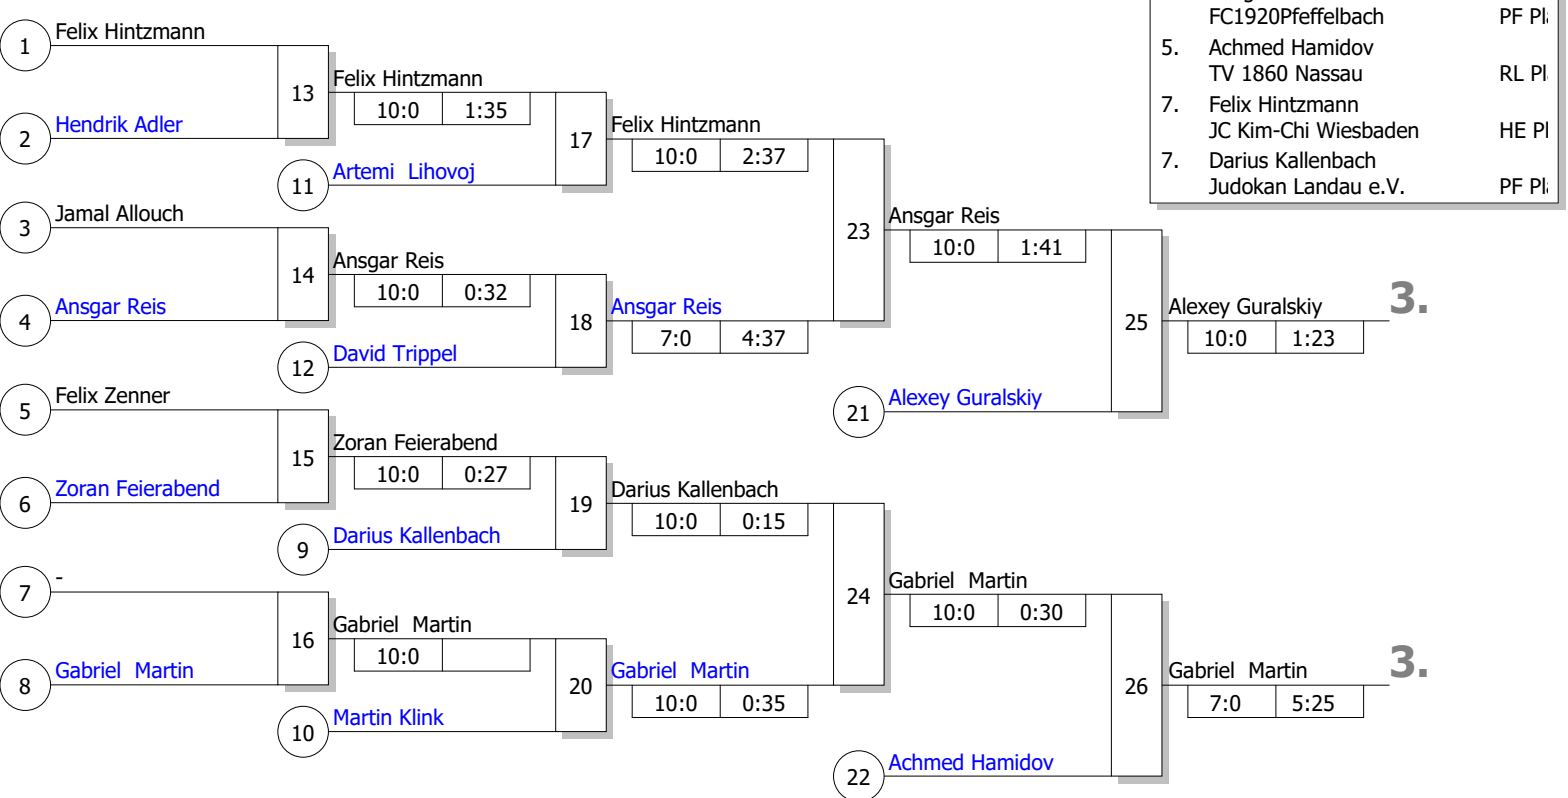 1 Felix Hintzmann
2 Hendrik Adler
13 Felix Hintzmann
10:0 1:35
11 Artemi Lihovoj
17 Felix Hintzmann
10:0 2:37
3 Jamal Allouch
4 Ansgar Reis
14 Ansgar Reis
10:0 0:32
12 David Trippel
18 Ansgar Reis
7:0 4:37
23 Ansgar Reis
10:0 1:41
21 Alexey Guralskiy
25 Alexey Guralskiy 3.
10:0 1:23
5 Felix Zenner
6 Zoran Feierabend
15 Zoran Feierabend
10:0 0:27
9 Darius Kallenbach
19 Darius Kallenbach
10:0 0:15
7 -
8 Gabriel Martin
16 Gabriel Martin
10:0
10 Martin Klink
20 Gabriel Martin
10:0 0:35
24 Gabriel Martin
10:0 0:30
22 Achmed Hamidov
26 Gabriel Martin 3.
7:0 5:25
FC1920Pfeffelbach PF
5. Achmed Hamidov
TV 1860 Nassau RL
7. Felix Hintzmann
JC Kim-Chi Wiesbaden HE
7. Darius Kallenbach
Judokan Landau e.V. PF